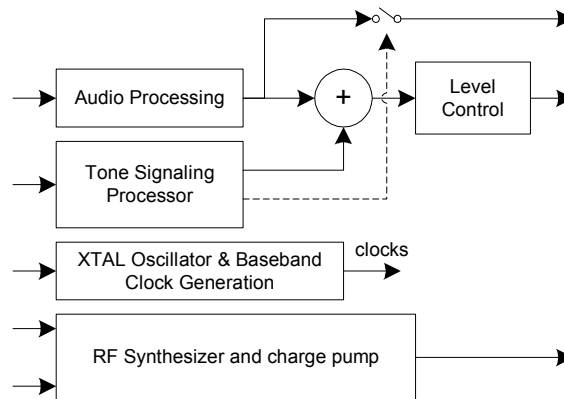 Audio Processing
+
Level
Control
Tone Signaling
Processor
XTAL Oscillator & Baseband
Clock Generation
clocks
RF Synthesizer and charge pump